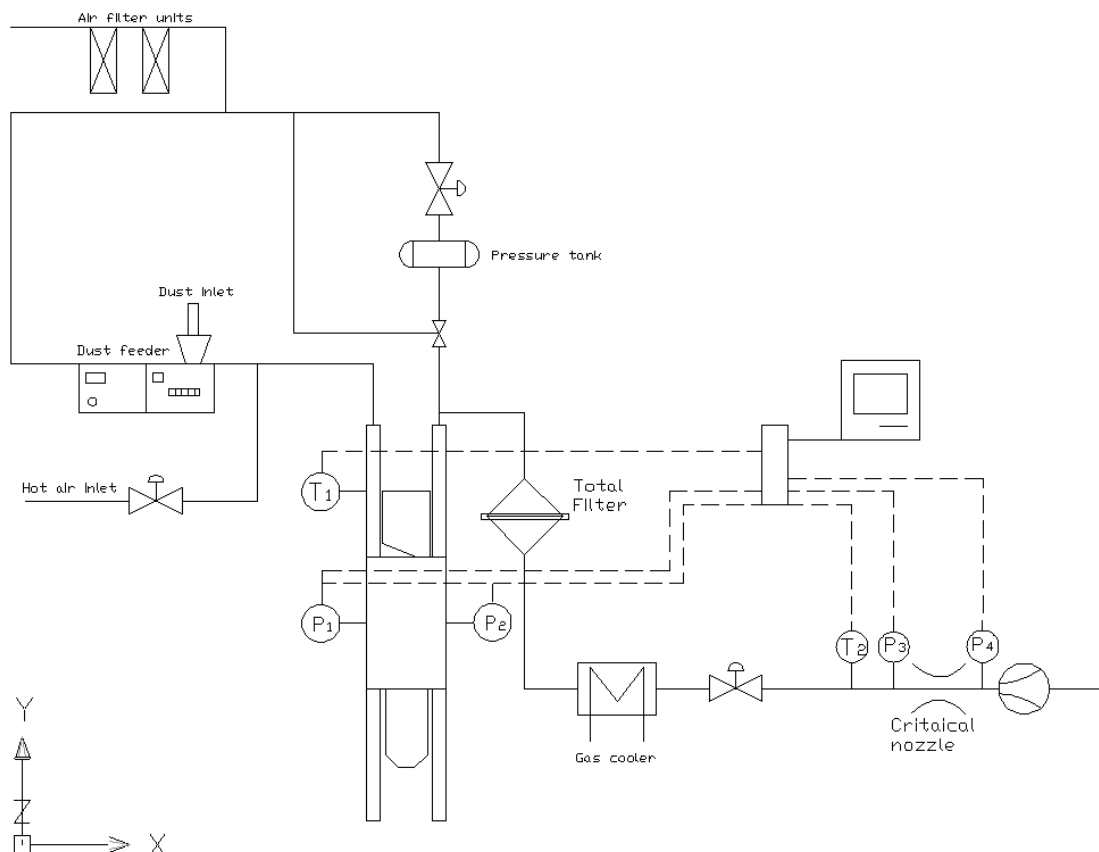 Air filter units
Pressure tank
Dust Inlet
Dust feeder
Hot air Inlet
T1
Total
Filter
P1
P2
T2
P3
P4
Gas cooler
Critaical
nozzle
Y
Z
X